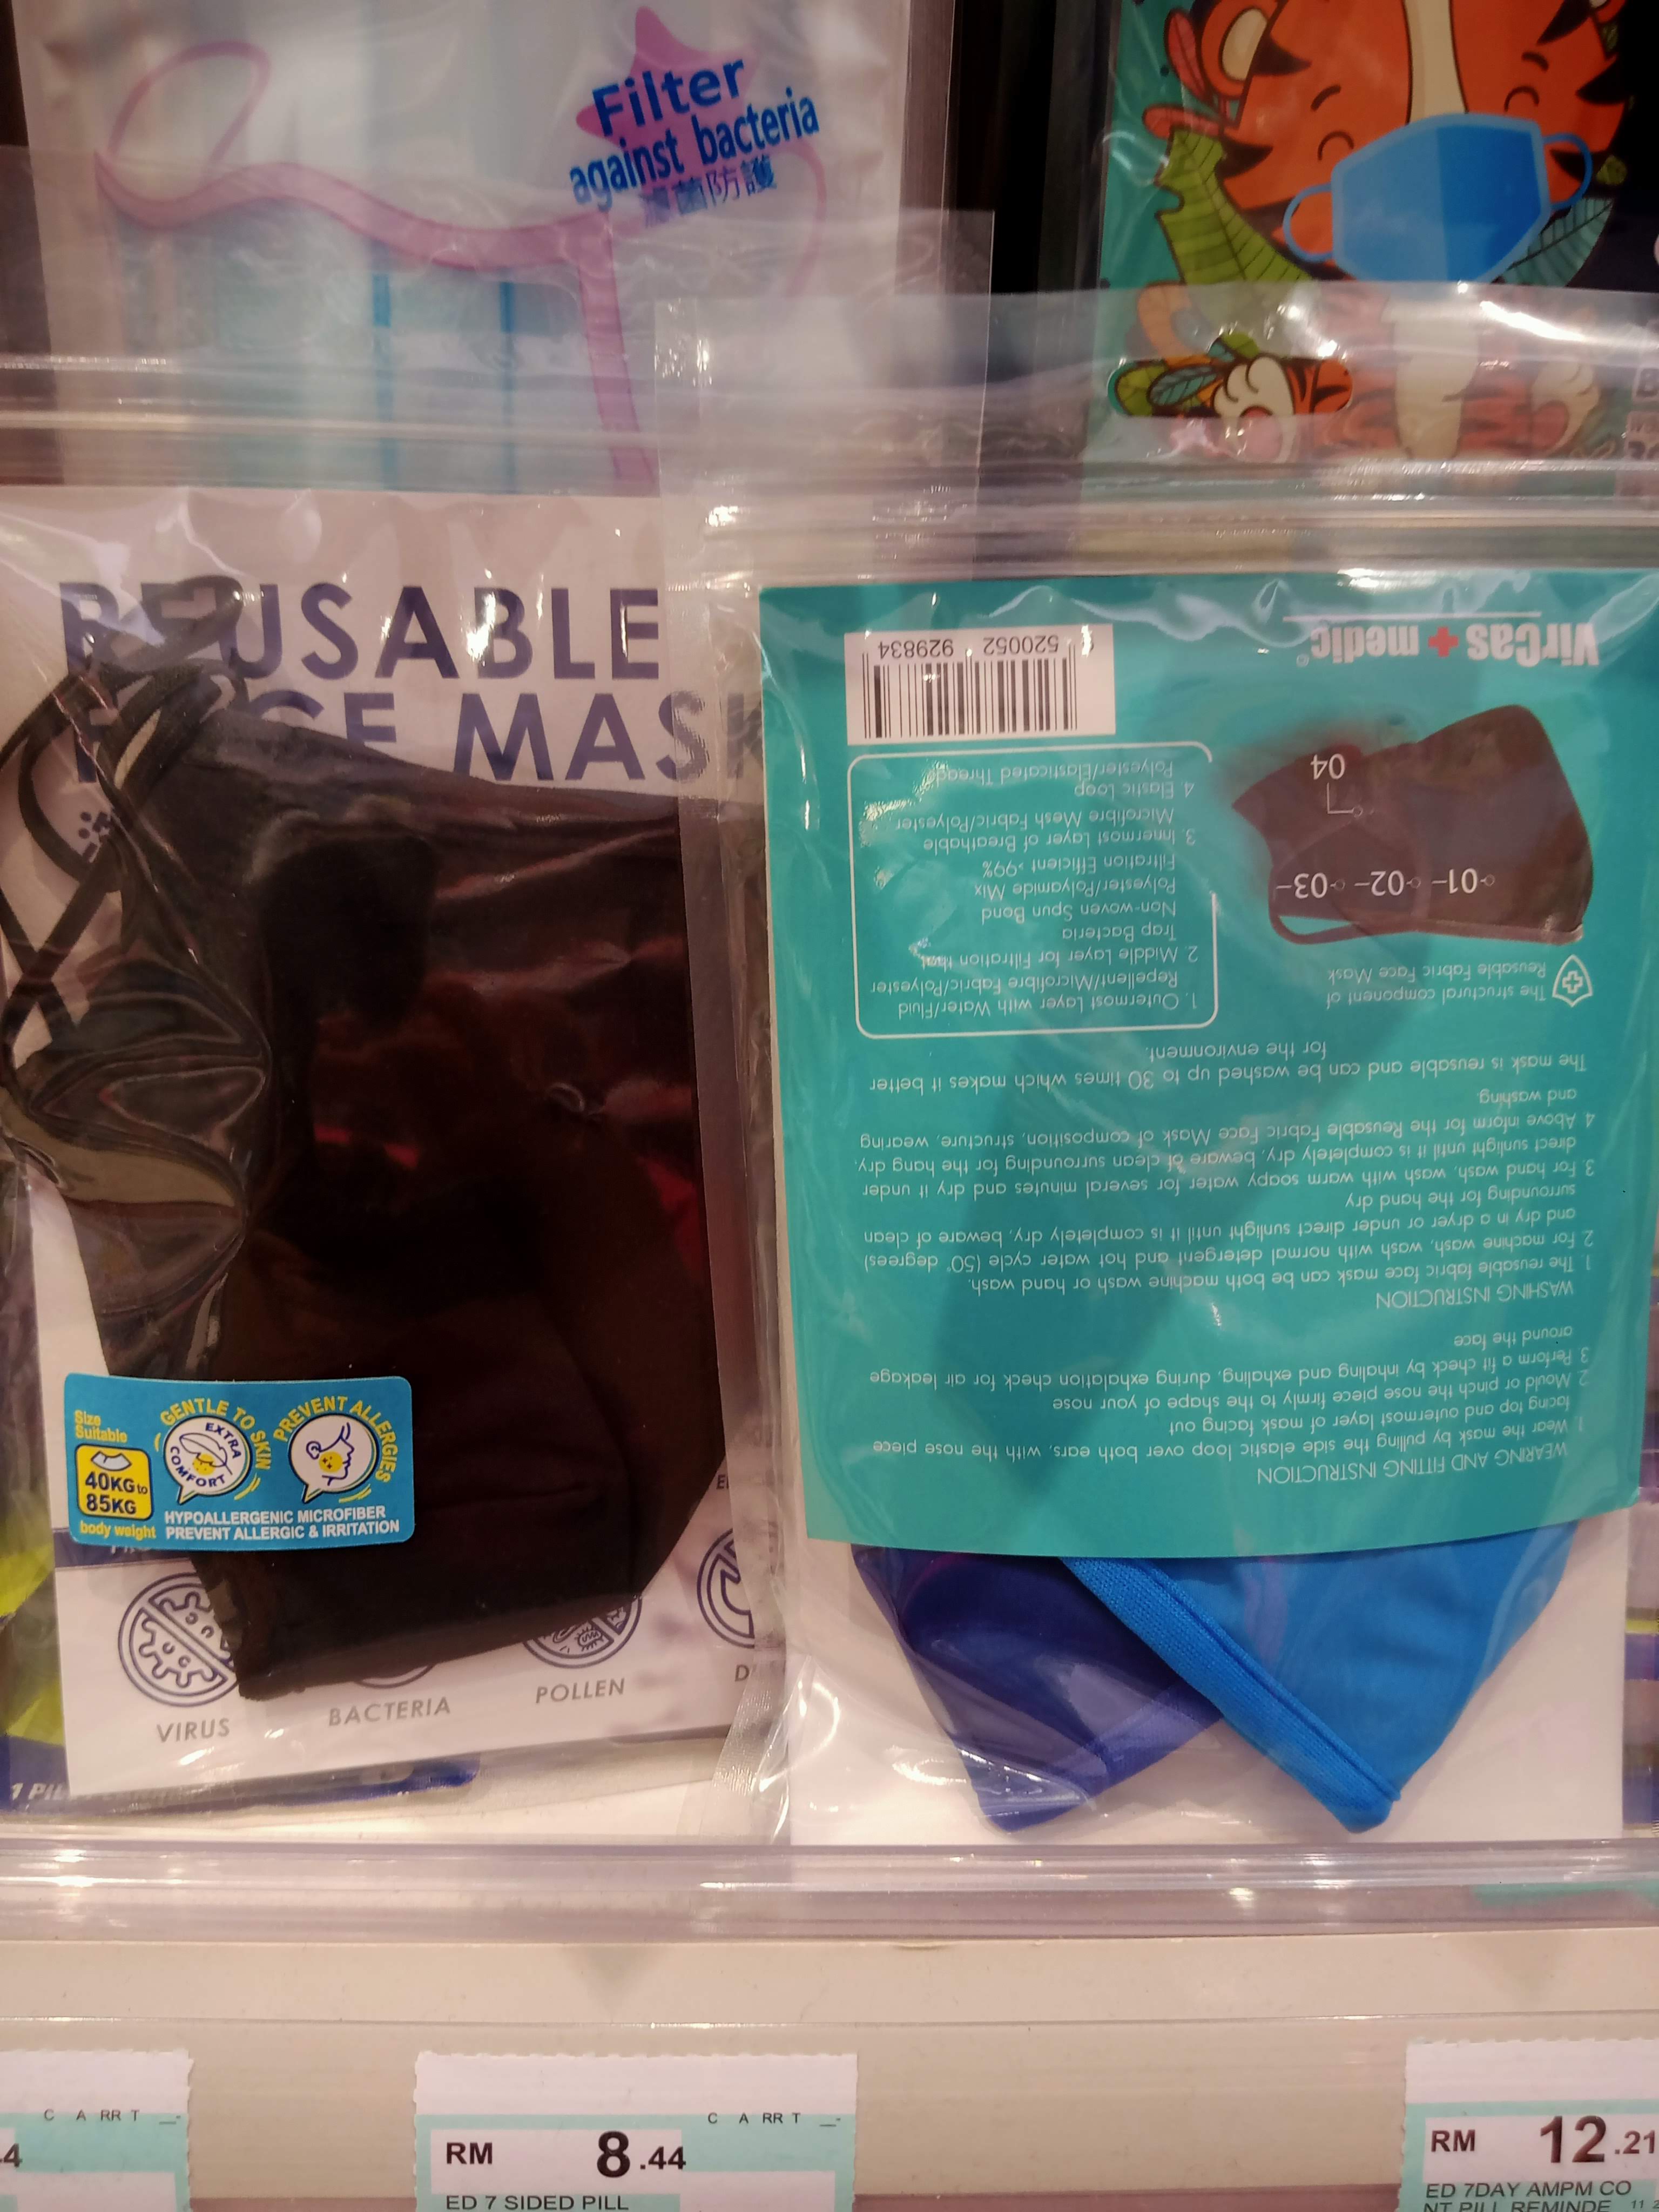 Filter
against bacteria
濾菌防護
REUSABLE
FACE MASK
Size
Suitable
40KG to
85KG
body weight
GENTLE TO SKIN
EXTRA
COMFORT
PREVENT ALLERGIES
HYPOALLERGENIC MICROFIBER
PREVENT ALLERGIC & IRRITATION
VIRUS
BACTERIA
POLLEN
1 PIL
WEARING AND FITTING INSTRUCTION
1 Wear the mask by pulling the side elastic loop over both ears, with the nose piece
facing top and outermost layer of mask facing out
2 Mould or pinch the nose piece firmly to the shape of your nose
3 Perform a fit check by inhaling and exhaling, during exhalation check for air leakage
around the face
WASHING INSTRUCTION
1 The reusable fabric face mask can be both machine wash or hand wash.
2 For machine wash, wash with normal detergent and hot water cycle (50° degrees)
and dry in a dryer or under direct sunlight until it is completely dry, beware of clean
surrounding for the hand dry
3 For hand wash, wash with warm soapy water for several minutes and dry it under
direct sunlight until it is completely dry, beware of clean surrounding for the hang dry.
4 Above inform for the Reusable Fabric Face Mask of composition, structure, wearing
and washing.
The mask is reusable and can be washed up to 30 times which makes it better
for the environment.
The structural component of
Reusable Fabric Face Mask
01 02 03
04
1. Outermost Layer with Water/Fluid
Repellent/Microfibre Fabric/Polyester
2. Middle Layer for Filtration that
Trap Bacteria
Non-woven Spun Bond
Polyester/Polyamide Mix
Filtration Efficient >99%
3. Innermost Layer of Breathable
Microfibre Mesh Fabric/Polyester
4. Elastic Loop
Polyester/Elasticated Thread
VirCas+medic®
520052 929834
C A RR T
RM 8.44
ED 7 SIDED PILL
C A RR T
RM 12.21
ED 7DAY AMPM CO
NT PILL REMINDE